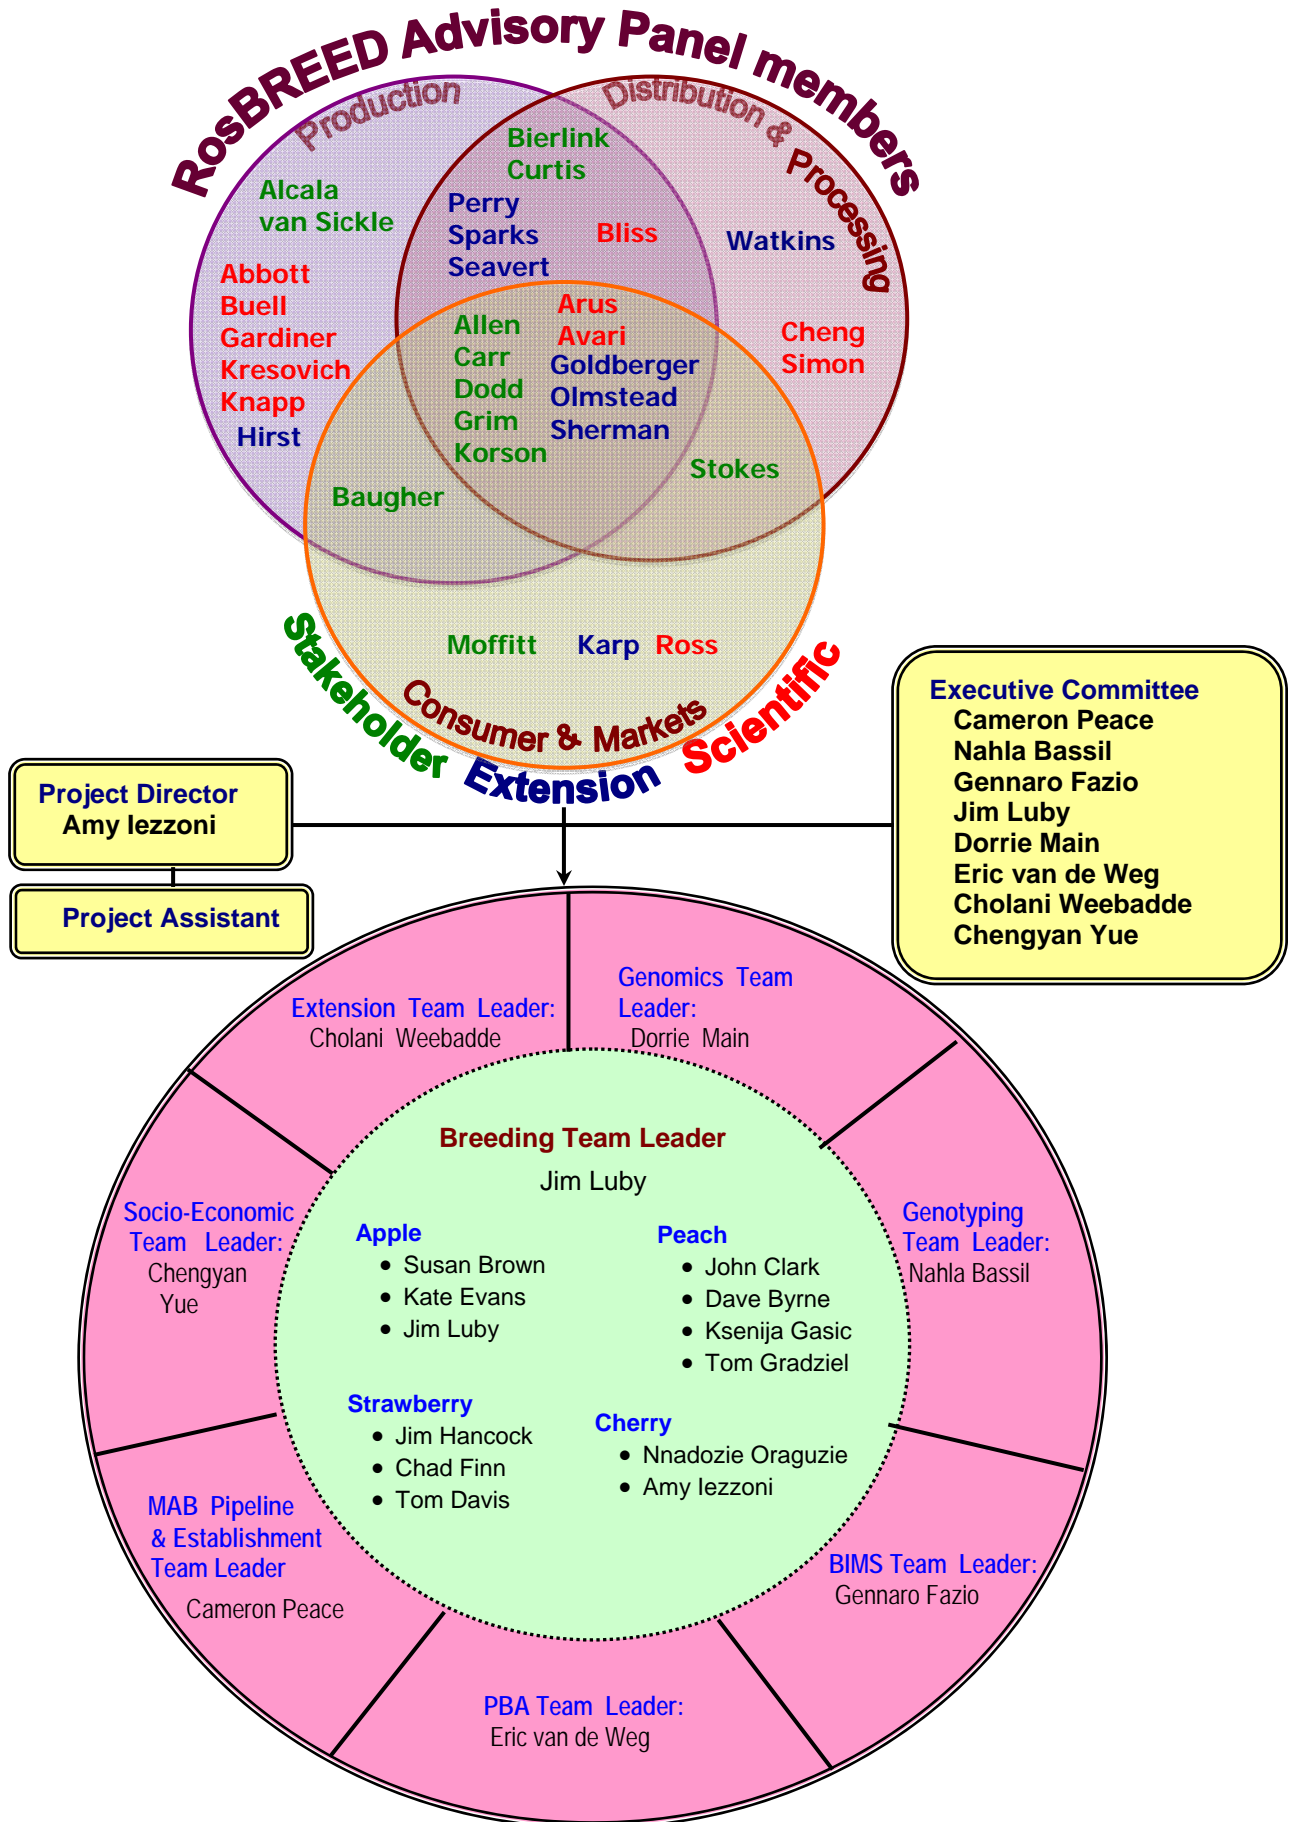 RosBREED Advisory Panel members
Production
Distribution & Processing
Bierlink
Curtis
Alcala
van Sickle
Perry
Sparks
Seavert
Bliss
Watkins
Abbott
Buell
Gardiner
Kresovich
Knapp
Hirst
Arus
Avari
Allen
Carr
Dodd
Grim
Korson
Goldberger
Olmstead
Sherman
Cheng
Simon
Baugher
Stokes
Moffitt
Karp
Ross
Consumer & Markets
Stakeholder
Extension
Scientific
Executive Committee
Cameron Peace
Nahla Bassil
Gennaro Fazio
Jim Luby
Dorrie Main
Eric van de Weg
Cholani Weebadde
Chengyan Yue
Project Director
Amy Iezzoni
Project Assistant
Extension Team Leader:
Cholani Weebadde
Genomics Team
Leader:
Dorrie Main
Breeding Team Leader
Jim Luby
Socio-Economic
Team Leader:
Chengyan
Yue
Apple
• Susan Brown
• Kate Evans
• Jim Luby
Peach
• John Clark
• Dave Byrne
• Ksenija Gasic
• Tom Gradziel
Genotyping
Team Leader:
Nahla Bassil
Strawberry
• Jim Hancock
• Chad Finn
• Tom Davis
Cherry
• Nnadozie Oraguzie
• Amy Iezzoni
MAB Pipeline
& Establishment
Team Leader
Cameron Peace
BIMS Team Leader:
Gennaro Fazio
PBA Team Leader:
Eric van de Weg